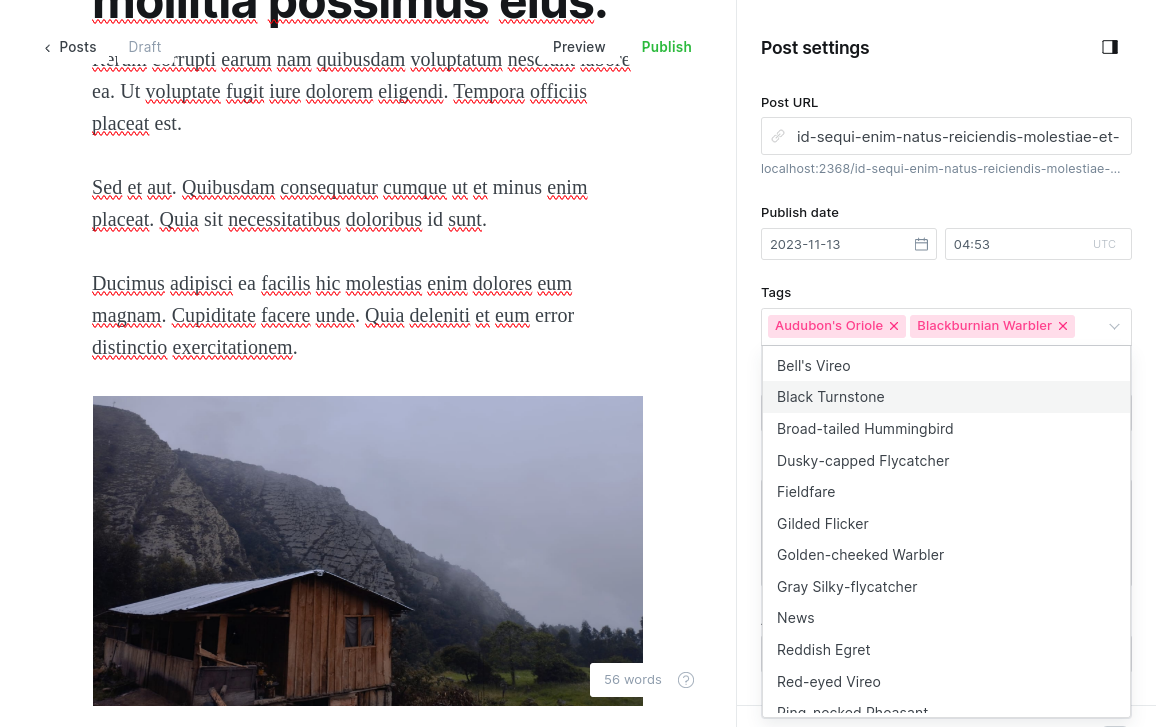 mollitia possimus eius.
Posts
Draft
Preview
Publish
Rerum corrupti earum nam quibusdam voluptatum nesciunt labore
ea. Ut voluptate fugit iure dolorem eligendi. Tempora officiis
placeat est.
Sed et aut. Quibusdam consequatur cumque ut et minus enim
placeat. Quia sit necessitatibus doloribus id sunt.
Ducimus adipisci ea facilis hic molestias enim dolores eum
magnam. Cupiditate facere unde. Quia deleniti et eum error
distinctio exercitationem.
56 words
Post settings
Post URL
id-sequi-enim-natus-reiciendis-molestiae-et-
localhost:2368/id-sequi-enim-natus-reiciendis-molestiae-...
Publish date
2023-11-13
04:53
UTC
Tags
Audubon's Oriole
Blackburnian Warbler
Bell's Vireo
Black Turnstone
Broad-tailed Hummingbird
Dusky-capped Flycatcher
Fieldfare
Gilded Flicker
Golden-cheeked Warbler
Gray Silky-flycatcher
News
Reddish Egret
Red-eyed Vireo
Ring-necked Pheasant